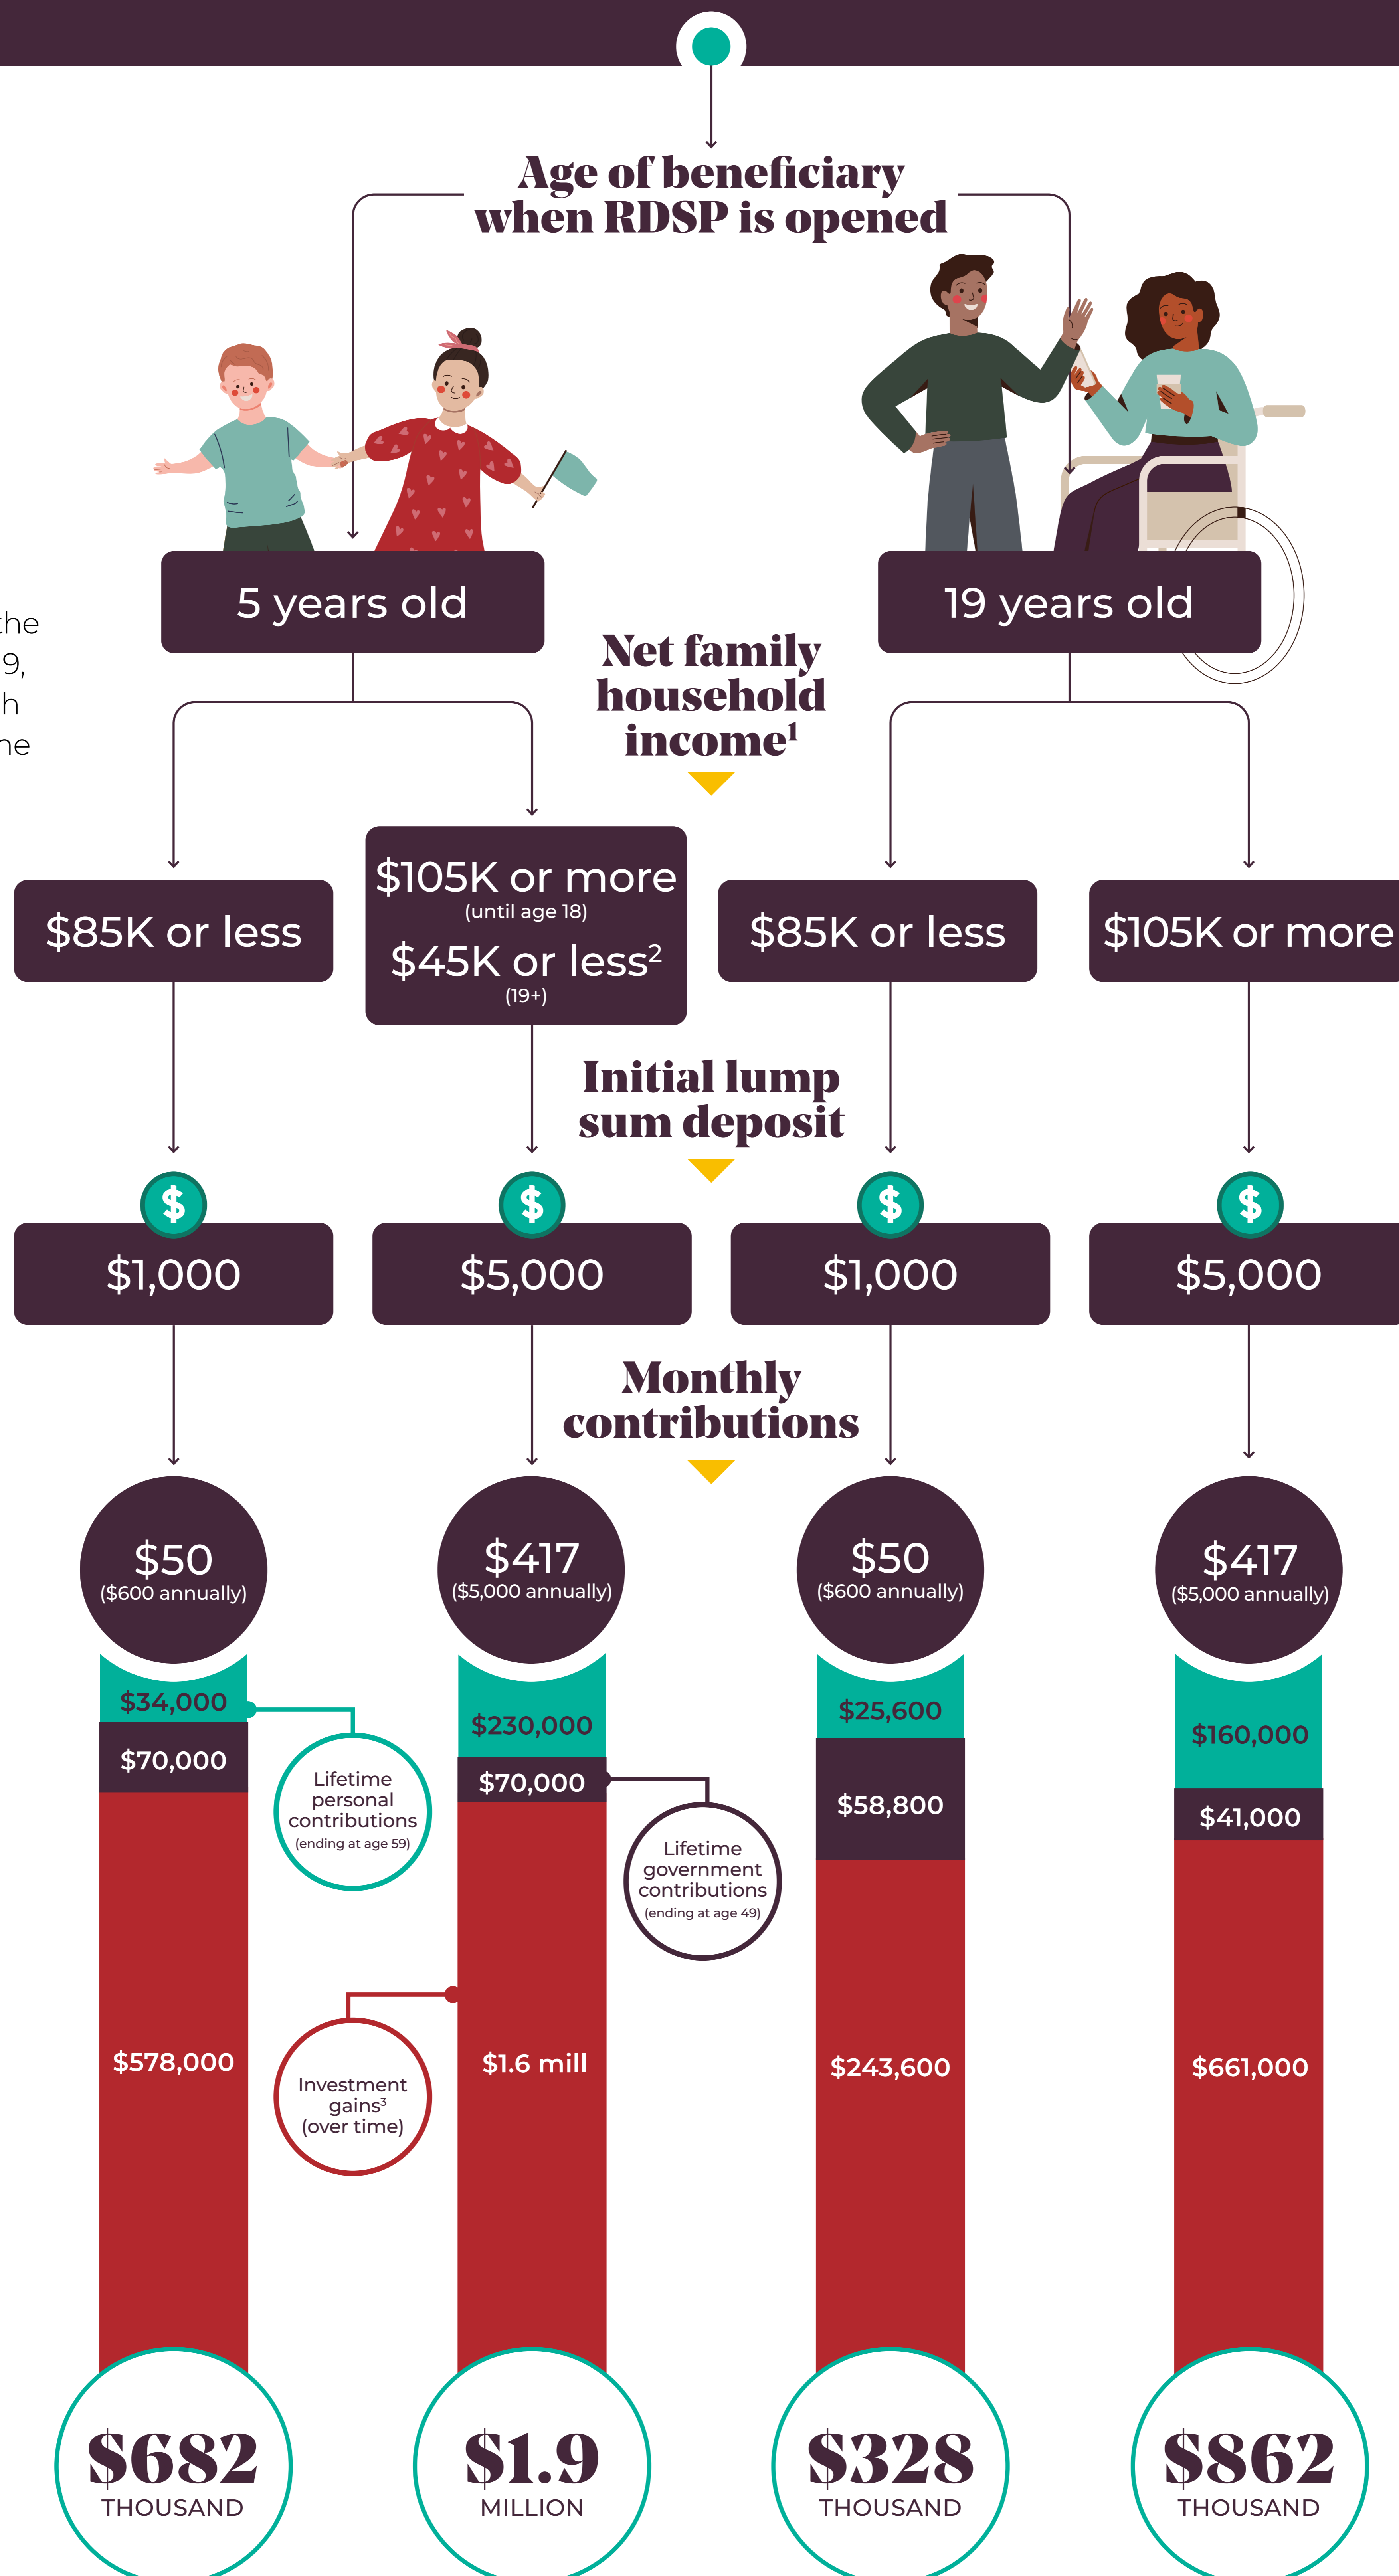 Age of beneficiary
when RDSP is opened
5 years old
19 years old
the
9,
h
ne
Net family
household
income¹
$85K or less
$105K or more
(until age 18)
$45K or less²
(19+)
$85K or less
$105K or more
Initial lump
sum deposit
$
$
$
$
$1,000
$5,000
$1,000
$5,000
Monthly
contributions
$50
($600 annually)
$417
($5,000 annually)
$50
($600 annually)
$417
($5,000 annually)
$34,000
$70,000
Lifetime
personal
contributions
(ending at age 59)
$578,000
$230,000
$70,000
Lifetime
government
contributions
(ending at age 49)
Investment
gains³
(over time)
$1.6 mill
$25,600
$58,800
$243,600
$160,000
$41,000
$661,000
$682
THOUSAND
$1.9
MILLION
$328
THOUSAND
$862
THOUSAND